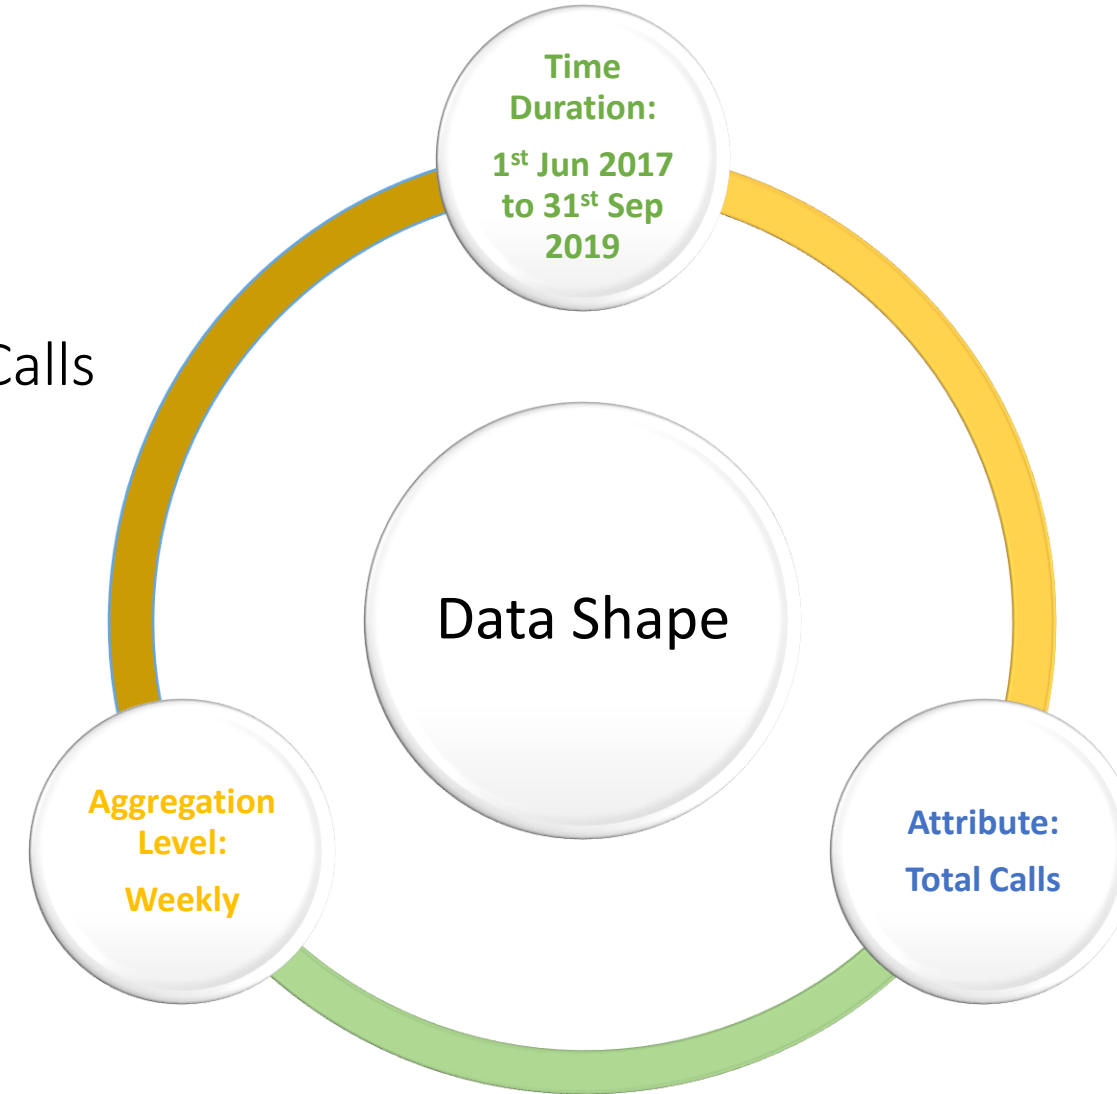 Time
Duration:
1st Jun 2017
to 31st Sep
2019
Calls
Data Shape
Aggregation
Level:
Weekly
Attribute:
Total Calls